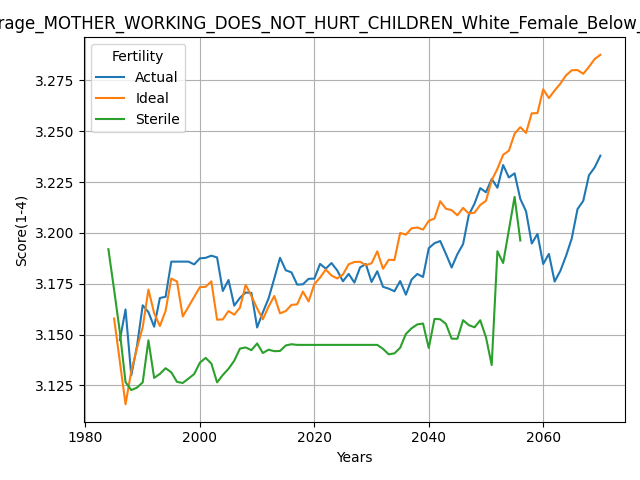 rage_MOTHER_WORKING_DOES_NOT_HURT_CHILDREN_White_Female_Below_
Fertility
Actual
Ideal
Sterile
Score(1-4)
3.275
3.250
3.225
3.200
3.175
3.150
3.125
1980 2000 2020 2040 2060
Years